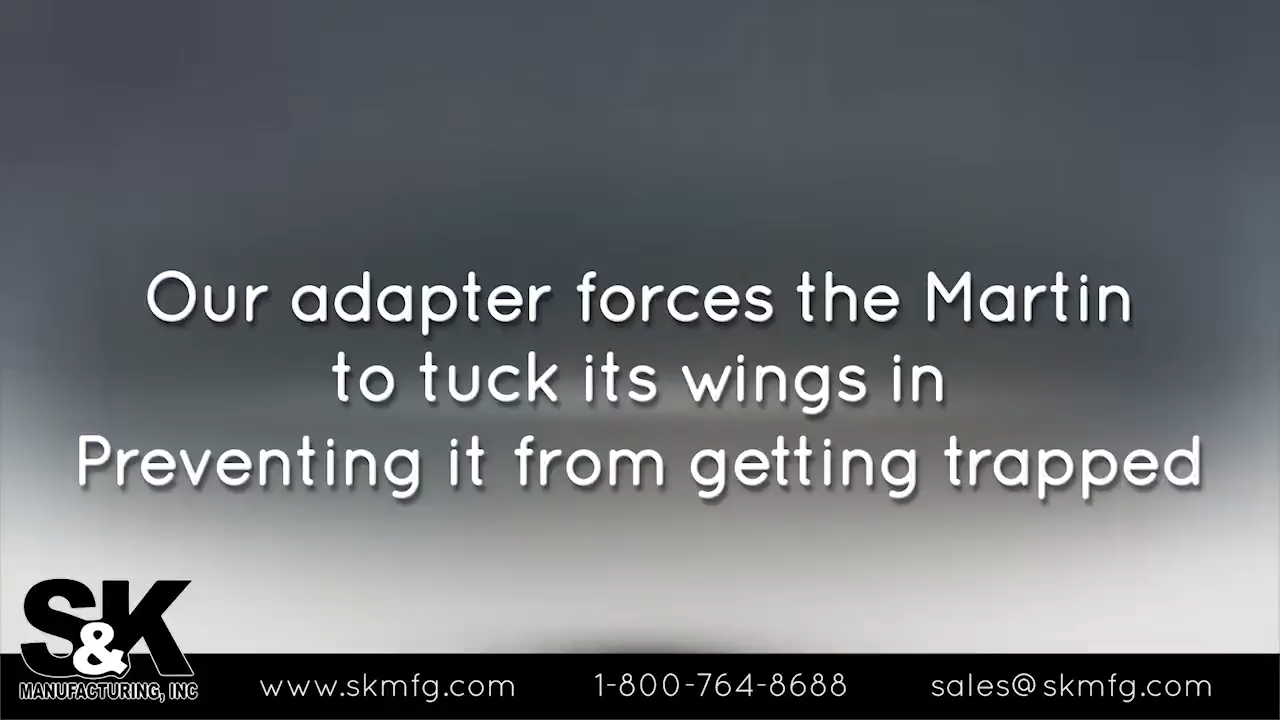 Our adapter forces the Martin
to tuck its wings in
Preventing it from getting trapped
S&K
MANUFACTURING, INC
www.skmfg.com
1-800-764-8688
sales@skmfg.com